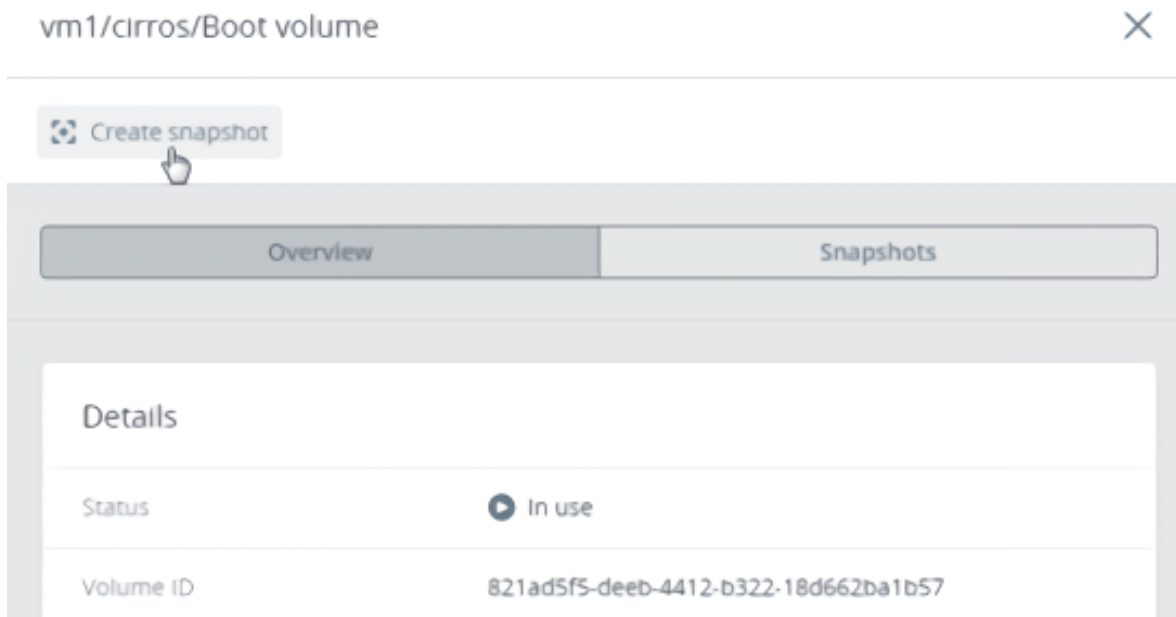 vm1/cirros/Boot volume
Create snapshot
Overview Snapshots
Details
Status In use
Volume ID 821ad5f5-deeb-4412-b322-18d662ba1b57